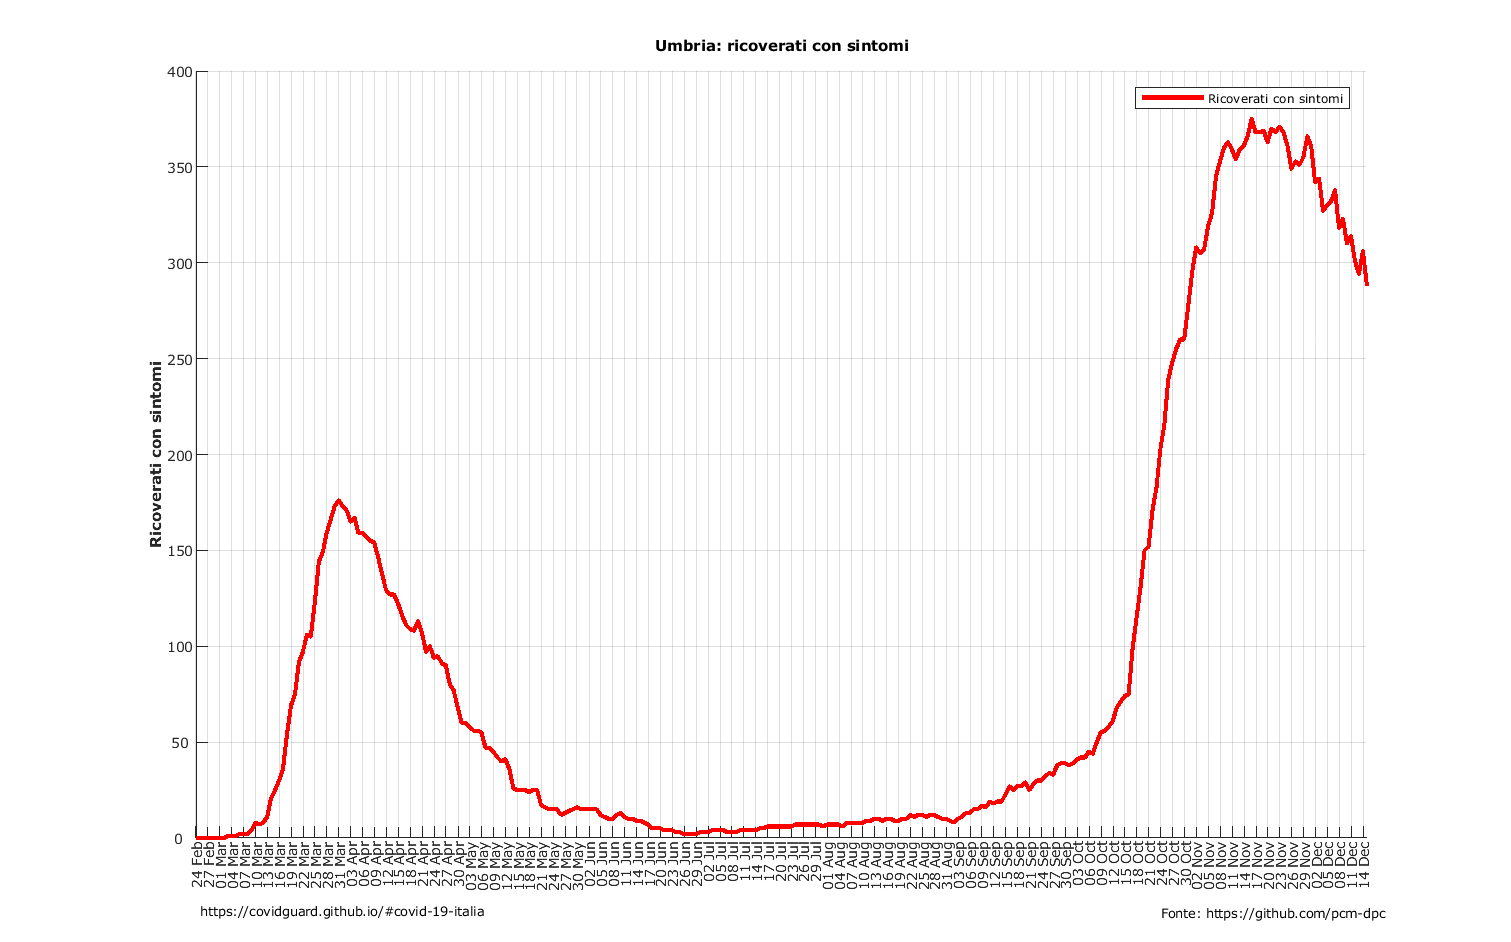 Umbria: ricoverati con sintomi
Ricoverati con sintomi
Ricoverati con sintomi
400
350
300
250
200
150
100
50
0
24 Feb
27 Feb
01 Mar
04 Mar
07 Mar
10 Mar
13 Mar
16 Mar
19 Mar
22 Mar
25 Mar
28 Mar
31 Mar
03 Apr
06 Apr
09 Apr
12 Apr
15 Apr
18 Apr
21 Apr
24 Apr
27 Apr
30 Apr
03 May
06 May
09 May
12 May
15 May
18 May
21 May
24 May
27 May
30 May
02 Jun
05 Jun
08 Jun
11 Jun
14 Jun
17 Jun
20 Jun
23 Jun
26 Jun
29 Jun
02 Jul
05 Jul
08 Jul
11 Jul
14 Jul
17 Jul
20 Jul
23 Jul
26 Jul
29 Jul
01 Aug
04 Aug
07 Aug
10 Aug
13 Aug
16 Aug
19 Aug
22 Aug
25 Aug
28 Aug
31 Aug
03 Sep
06 Sep
09 Sep
12 Sep
15 Sep
18 Sep
21 Sep
24 Sep
27 Sep
30 Sep
03 Oct
06 Oct
09 Oct
12 Oct
15 Oct
18 Oct
21 Oct
24 Oct
27 Oct
30 Oct
02 Nov
05 Nov
08 Nov
11 Nov
14 Nov
17 Nov
20 Nov
23 Nov
26 Nov
29 Nov
02 Dec
05 Dec
08 Dec
11 Dec
14 Dec
https://covidguard.github.io/#covid-19-italia
Fonte: https://github.com/pcm-dpc